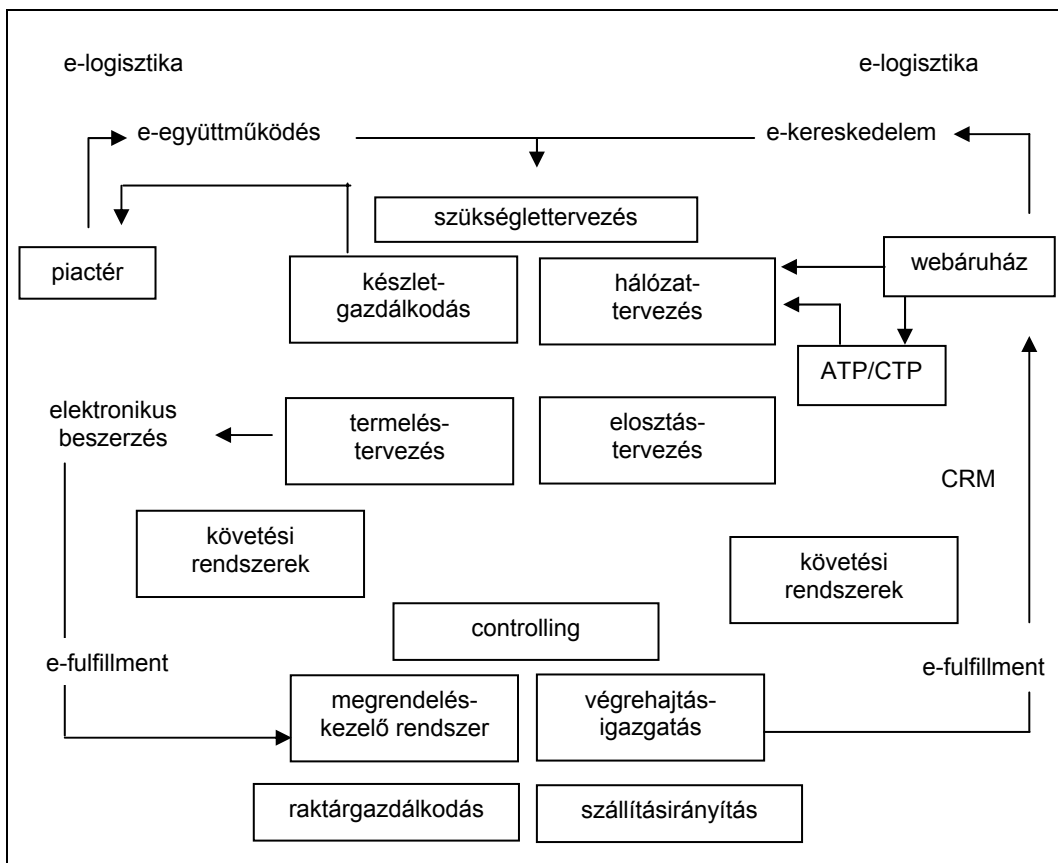 e-logisztika
e-logisztika
e-együttműködés
e-kereskedelem
szükséglettervezés
piactér
készlet-
gazdálkodás
hálózat-
tervezés
webáruház
ATP/CTP
elektronikus
beszerzés
termelés-
tervezés
elosztás-
tervezés
CRM
követési
rendszerek
követési
rendszerek
controlling
e-fulfillment
e-fulfillment
megrendelés-
kezelő rendszer
végrehajtás-
igazgatás
raktárgazdálkodás
szállításirányítás